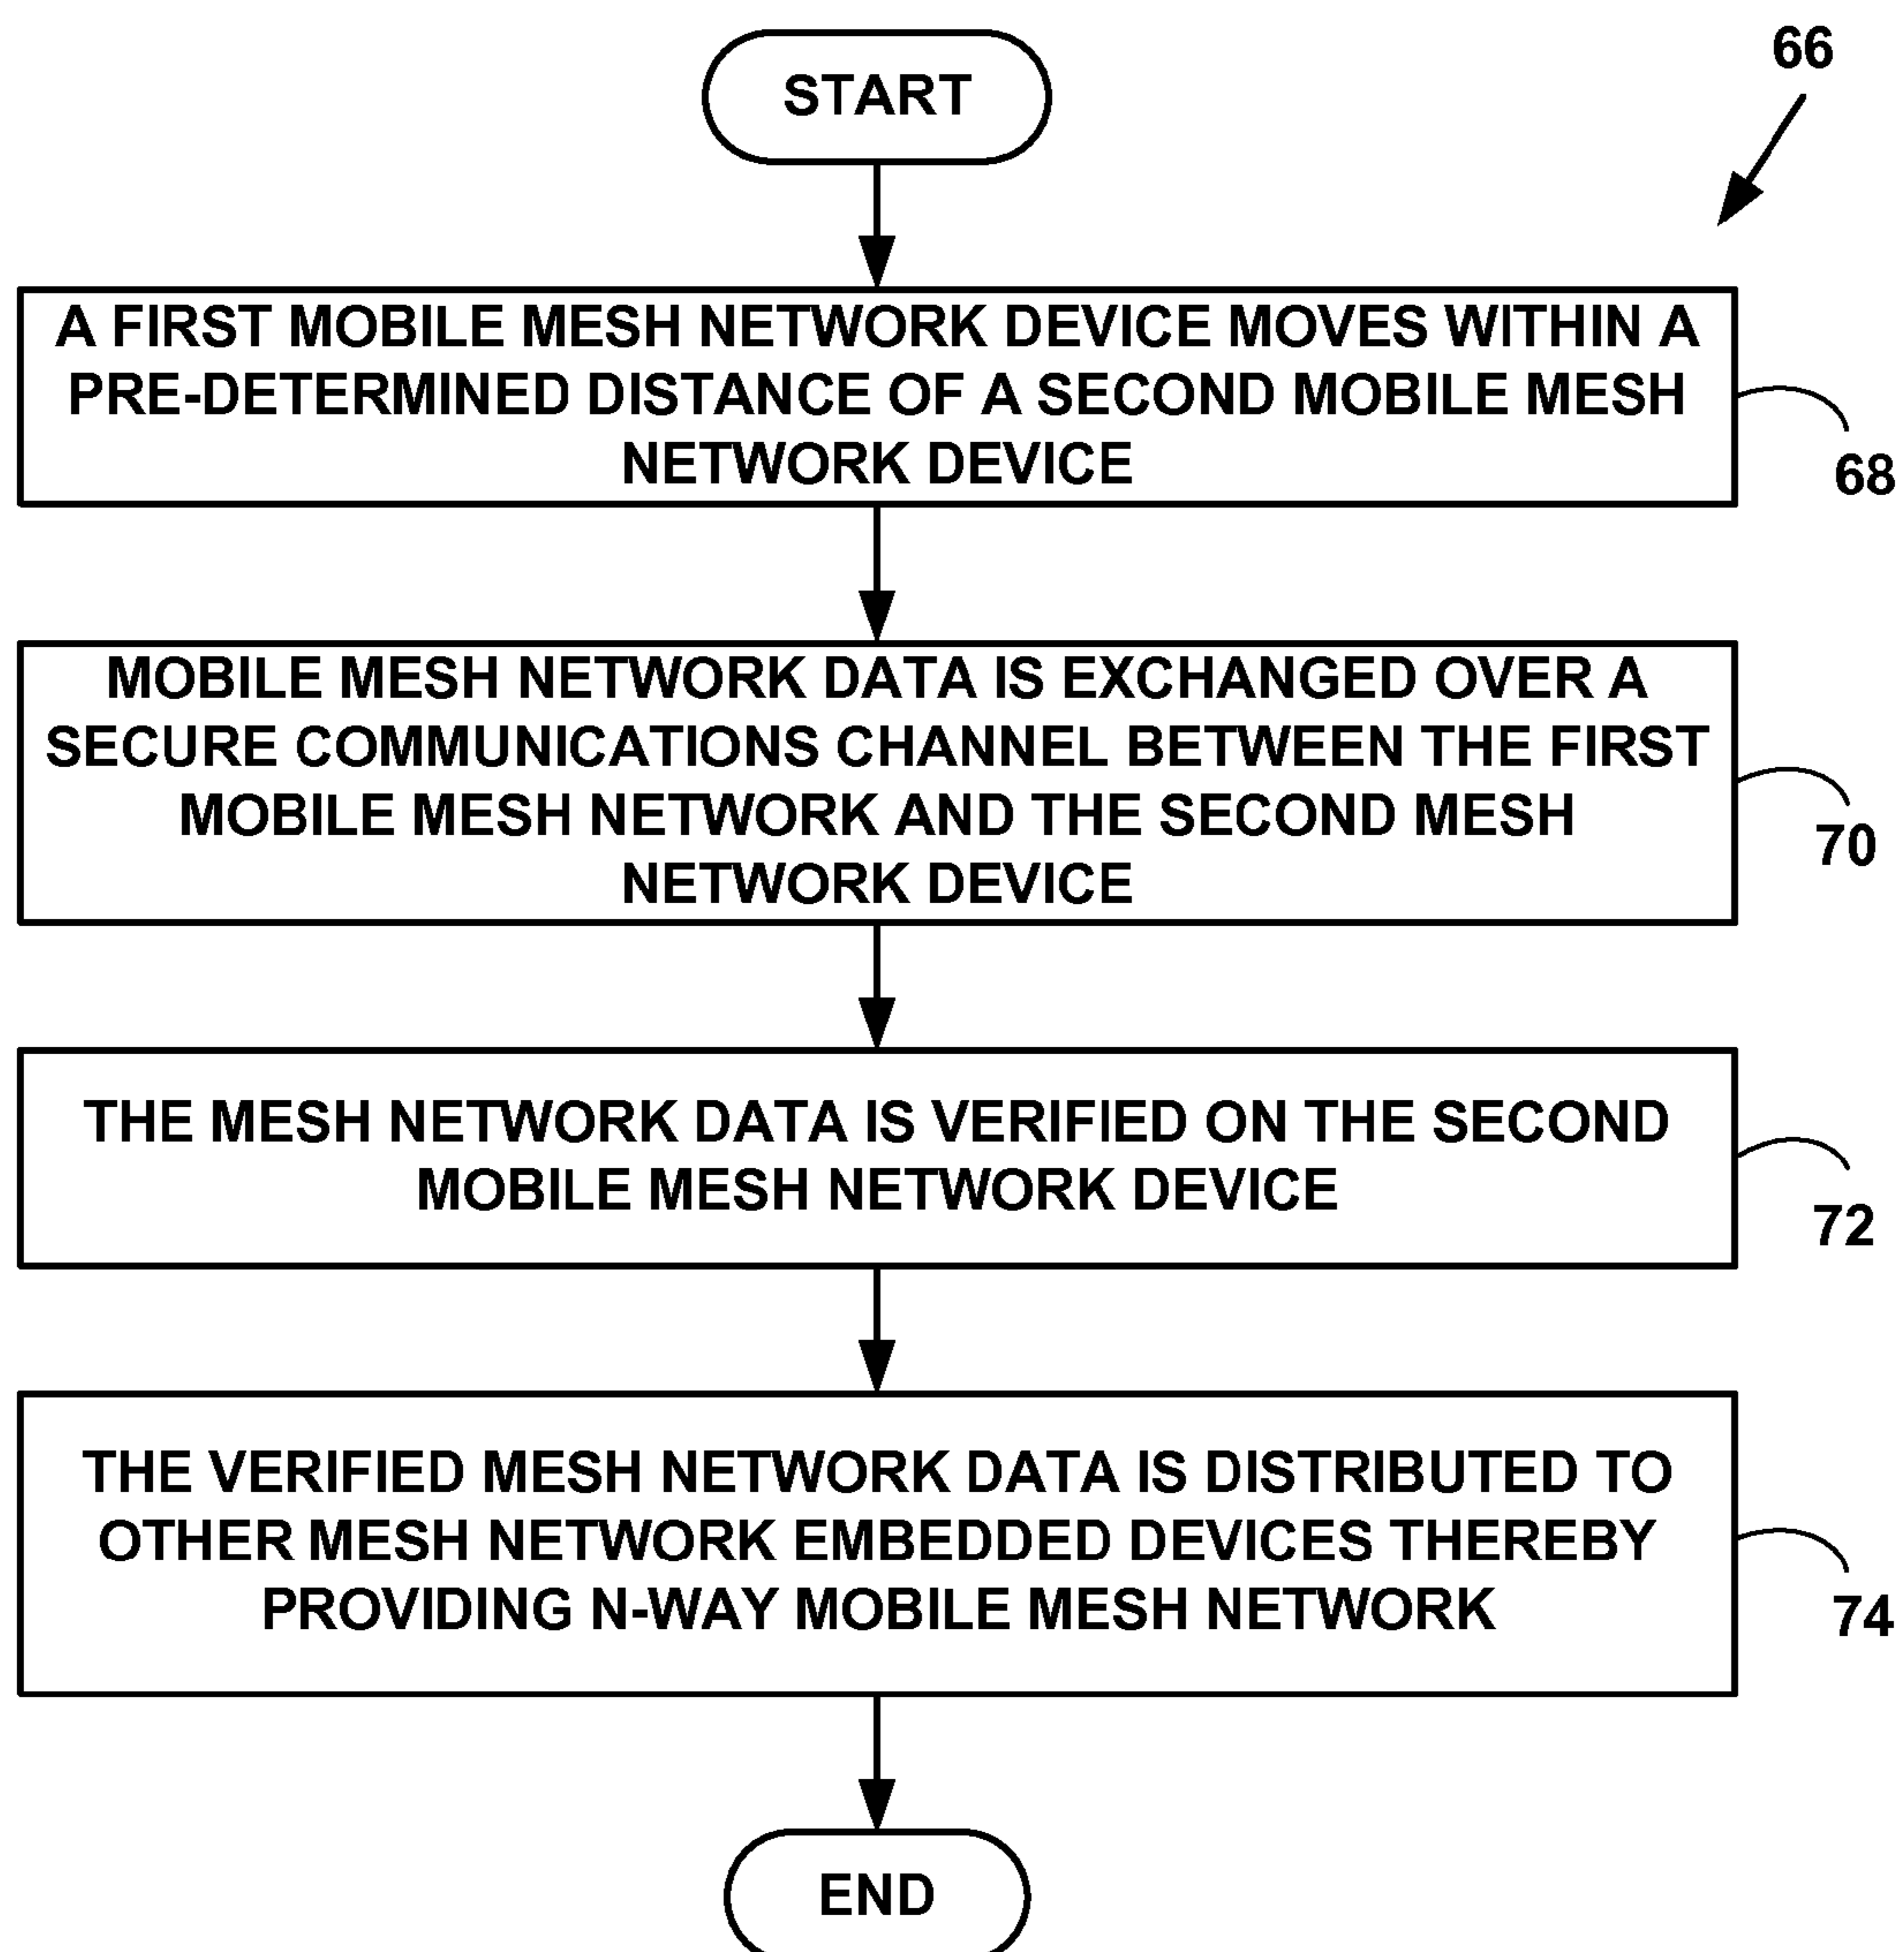 START
66
A FIRST MOBILE MESH NETWORK DEVICE MOVES WITHIN A
PRE-DETERMINED DISTANCE OF A SECOND MOBILE MESH
NETWORK DEVICE
68
MOBILE MESH NETWORK DATA IS EXCHANGED OVER A
SECURE COMMUNICATIONS CHANNEL BETWEEN THE FIRST
MOBILE MESH NETWORK AND THE SECOND MESH
NETWORK DEVICE
70
THE MESH NETWORK DATA IS VERIFIED ON THE SECOND
MOBILE MESH NETWORK DEVICE
72
THE VERIFIED MESH NETWORK DATA IS DISTRIBUTED TO
OTHER MESH NETWORK EMBEDDED DEVICES THEREBY
PROVIDING N-WAY MOBILE MESH NETWORK
74
END